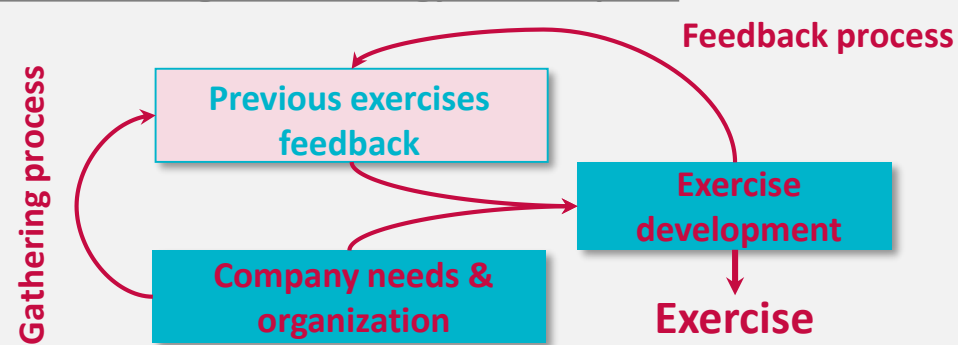 Feedback process
Gathering process
Previous exercises
feedback
Exercise
development
Company needs &
organization
Exercise